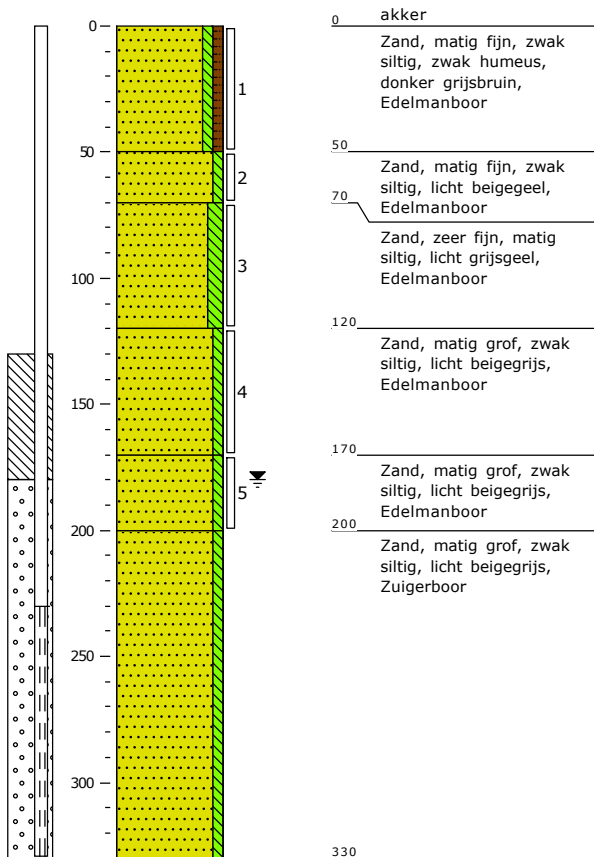 0
50
100
150
200
250
300
1
2
3
4
5
0
akker
Zand, matig fijn, zwak
siltig, zwak humeus,
donker grijsbruin,
Edelmanboor
50
Zand, matig fijn, zwak
siltig, licht beigegeel,
Edelmanboor
70
Zand, zeer fijn, matig
siltig, licht grijsgeel,
Edelmanboor
120
Zand, matig grof, zwak
siltig, licht beigegrijs,
Edelmanboor
170
Zand, matig grof, zwak
siltig, licht beigegrijs,
Edelmanboor
200
Zand, matig grof, zwak
siltig, licht beigegrijs,
Zuigerboor
330